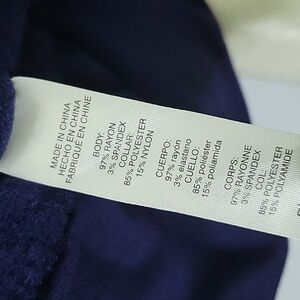 MADE IN CHINA
HECHO EN CHINA
FABRIQUE EN CHINE
BODY:
97% RAYON
3% SPANDEX
COLLAR:
85% POLYESTER
15% NYLON
CUERPO:
97% rayón
3% elastano
CUELLO:
85% poliéster
15% poliamida
CORPS:
97% RAYONNE
3% SPANDEX
COL:
85% POLYESTER
15% POLYAMIDE